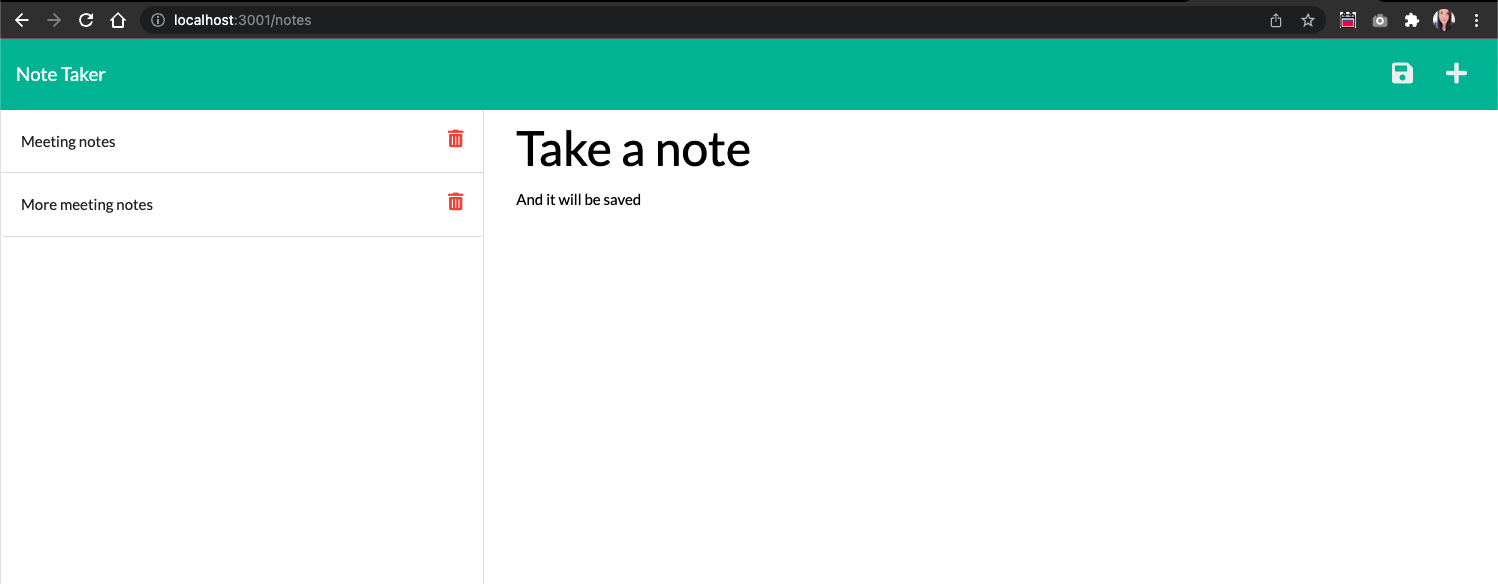 localhost:3001/notes
Note Taker
Meeting notes
More meeting notes
Take a note
And it will be saved